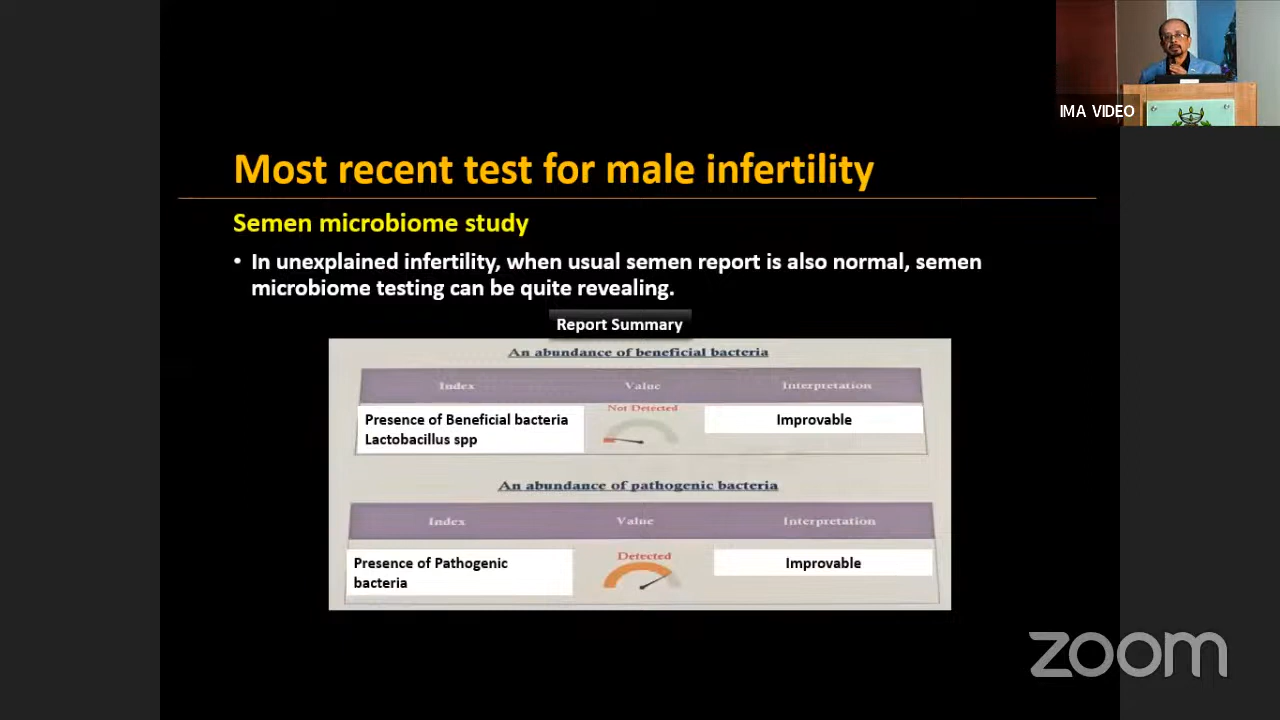 IMA VIDEO
Most recent test for male infertility
Semen microbiome study
• In unexplained infertility, when usual semen report is also normal, semen
microbiome testing can be quite revealing.
Report Summary
An abundance of beneficial bacteria
Index Value Interpretation
Not Detected
Presence of Beneficial bacteria Improvable
Lactobacillus spp
An abundance of pathogenic bacteria
Index Value Interpretation
Detected
Presence of Pathogenic Improvable
bacteria
zoom